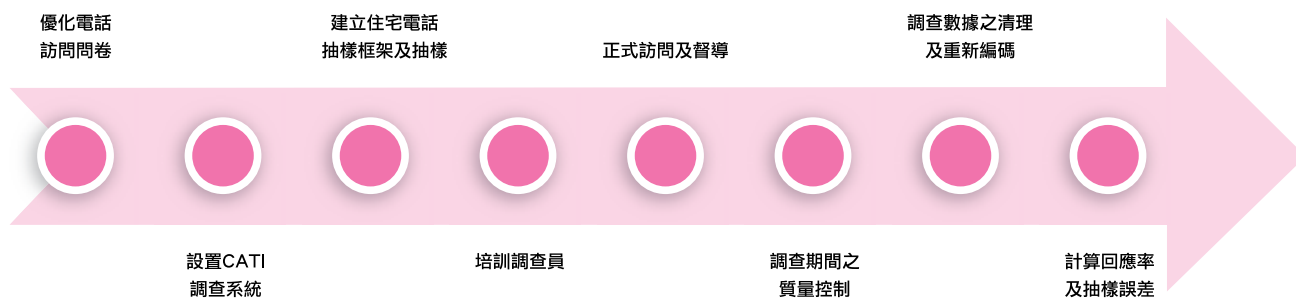 優化電話
訪問問卷
設置CATI
調查系統
建立住宅電話
抽樣框架及抽樣
培訓調查員
正式訪問及督導
調查期間之
質量控制
調查數據之清理
及重新編碼
計算回應率
及抽樣誤差